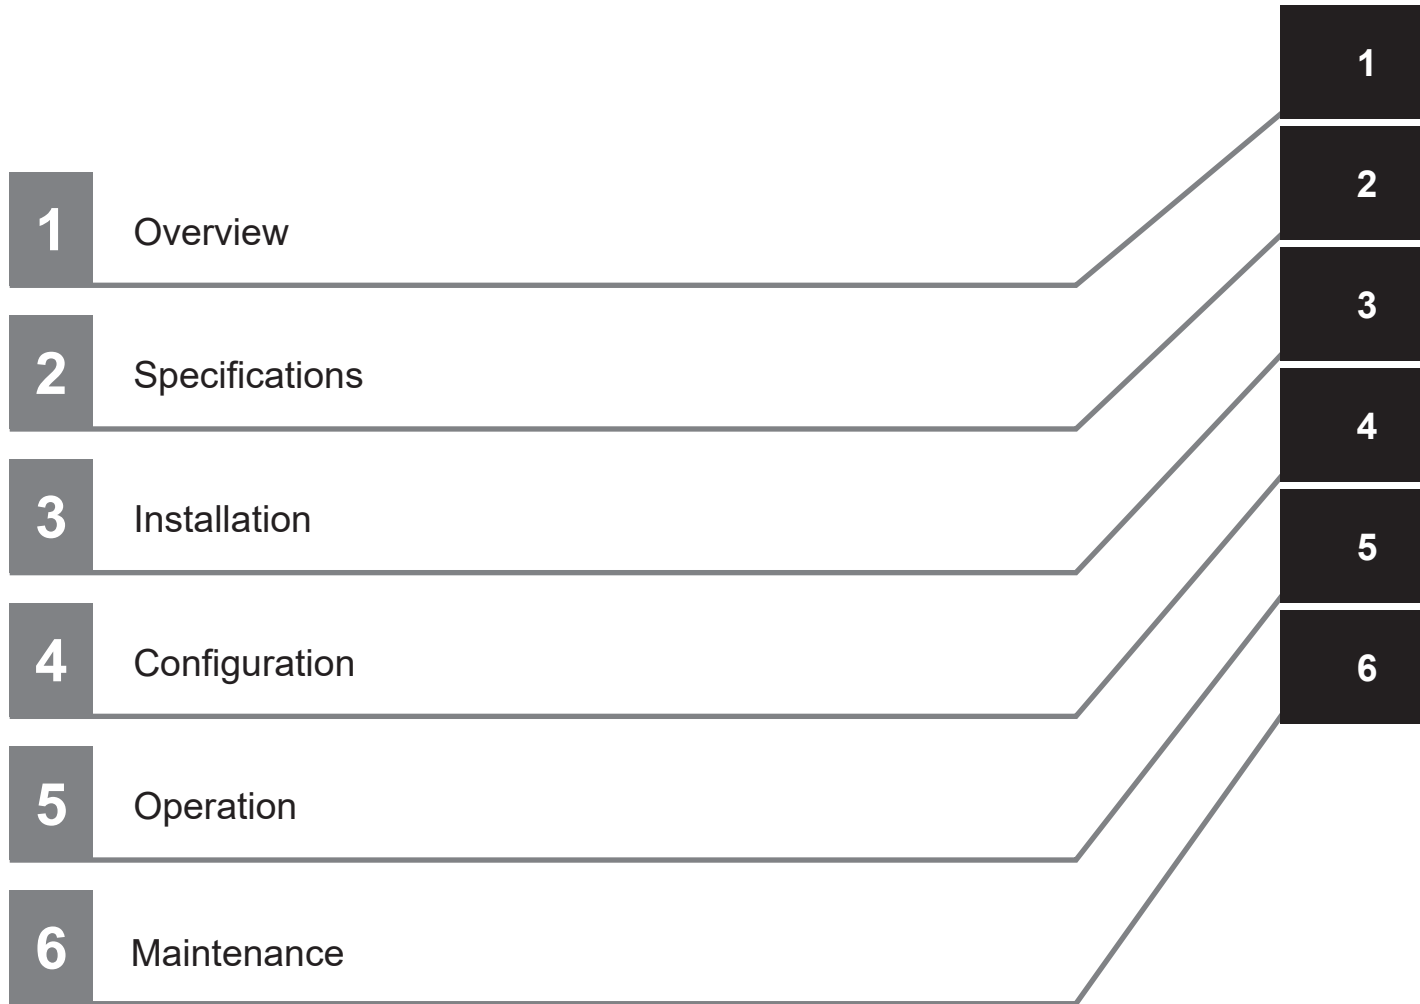 1
2
3
4
5
6
1 Overview
2 Specifications
3 Installation
4 Configuration
5 Operation
6 Maintenance